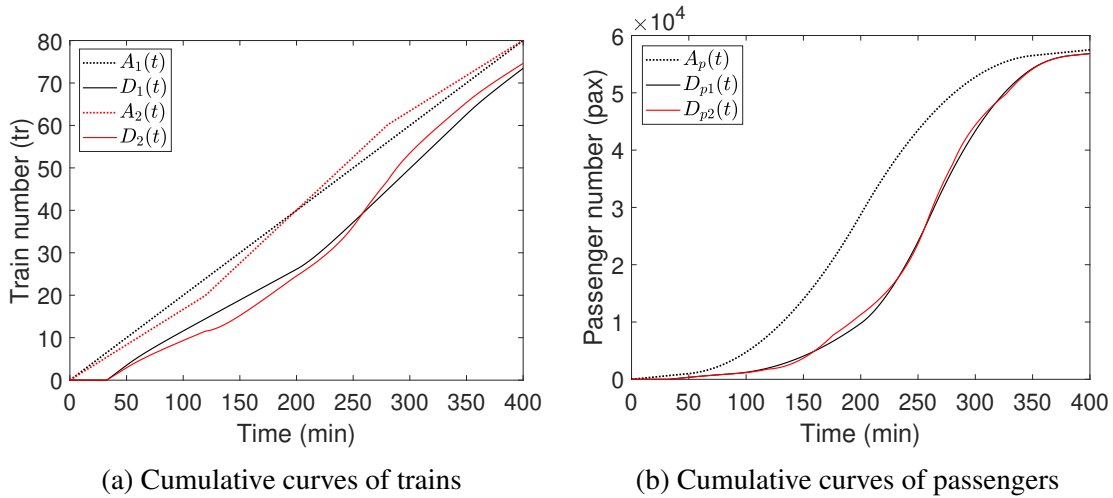 80
70
60
50
40
30
20
10
0
Train number (tr)
A₁(t)
D₁(t)
A₂(t)
D₂(t)
0 50 100 150 200 250 300 350 400
Time (min)
(a) Cumulative curves of trains
×10⁴
6
5
4
3
2
1
0
Passenger number (pax)
Aₚ(t)
Dₚ₁(t)
Dₚ₂(t)
0 50 100 150 200 250 300 350 400
Time (min)
(b) Cumulative curves of passengers